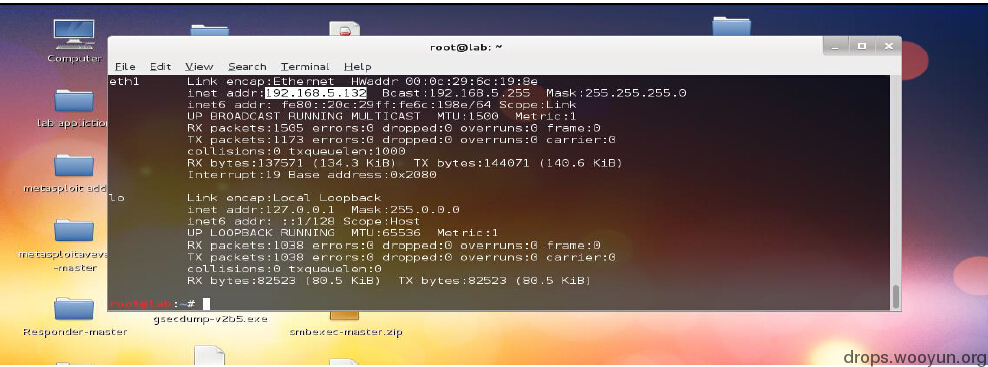 root@lab: ~
File Edit View Search Terminal Help
eth1 Link encap:Ethernet HWaddr 00:0c:29:6c:19:8e
inet addr:192.168.5.132 Bcast:192.168.5.255 Mask:255.255.255.0
inet6 addr: fe80::20c:29ff:fe6c:198e/64 Scope:Link
UP BROADCAST RUNNING MULTICAST MTU:1500 Metric:1
RX packets:1505 errors:0 dropped:0 overruns:0 frame:0
TX packets:1173 errors:0 dropped:0 overruns:0 carrier:0
collisions:0 txqueuelen:1000
RX bytes:137571 (134.3 KiB) TX bytes:144071 (140.6 KiB)
Interrupt:19 Base address:0x2080
lo Link encap:Local Loopback
inet addr:127.0.0.1 Mask:255.0.0.0
inet6 addr: ::1/128 Scope:Host
UP LOOPBACK RUNNING MTU:65536 Metric:1
RX packets:1038 errors:0 dropped:0 overruns:0 frame:0
TX packets:1038 errors:0 dropped:0 overruns:0 carrier:0
collisions:0 txqueuelen:0
RX bytes:82523 (80.5 KiB) TX bytes:82523 (80.5 KiB)
root@lab:~#
Computer
lab appliction
metasploit add
metasploitaveva
-master
Responder-master
gsecdump-v2b5.exe
smbexec-master.zip
drops.wooyun.org